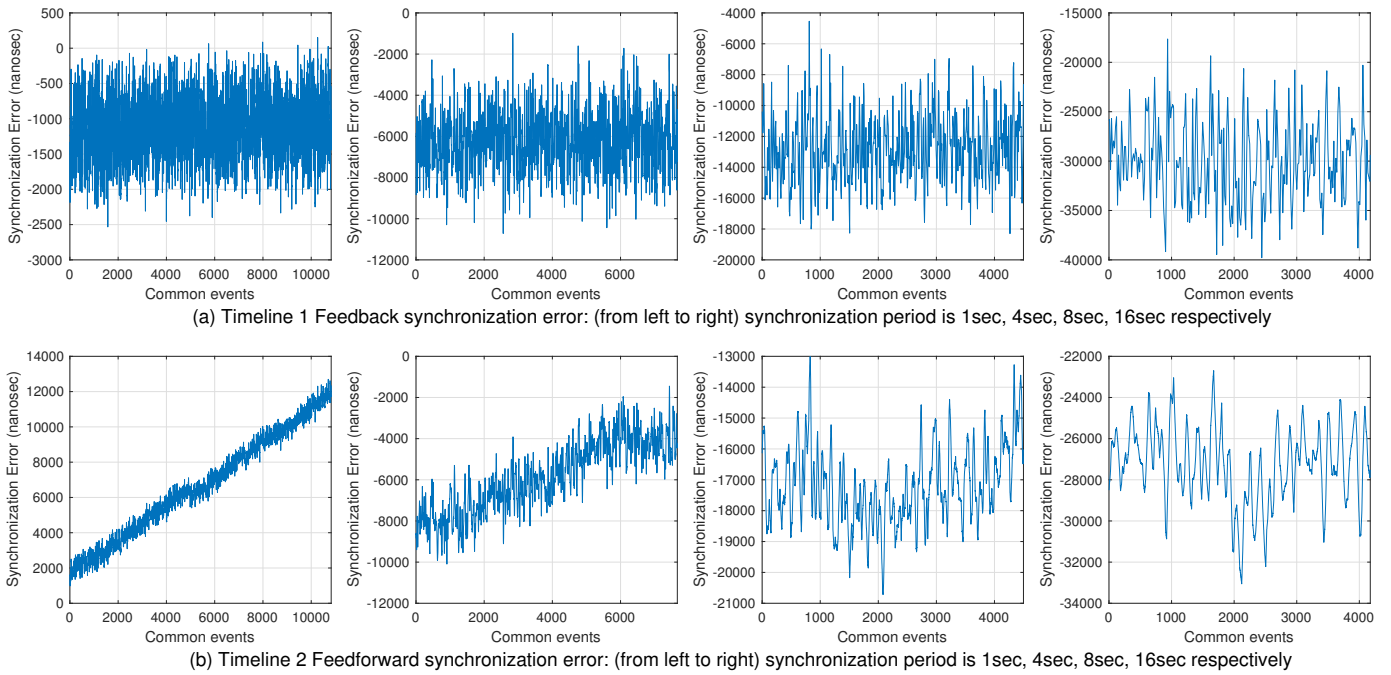 500
0
-500
-1000
-1500
-2000
-2500
-3000
0 2000 4000 6000 8000 10000
Synchronization Error (nanosec)
Common events
0
-2000
-4000
-6000
-8000
-10000
-12000
0 2000 4000 6000
Synchronization Error (nanosec)
Common events
-4000
-6000
-8000
-10000
-12000
-14000
-16000
-18000
-20000
0 1000 2000 3000 4000
Synchronization Error (nanosec)
Common events
-15000
-20000
-25000
-30000
-35000
-40000
0 1000 2000 3000 4000
Synchronization Error (nanosec)
Common events
(a) Timeline 1 Feedback synchronization error: (from left to right) synchronization period is 1sec, 4sec, 8sec, 16sec respectively
14000
12000
10000
8000
6000
4000
2000
0
0 2000 4000 6000 8000 10000
Synchronization Error (nanosec)
Common events
0
-2000
-4000
-6000
-8000
-10000
-12000
0 2000 4000 6000
Synchronization Error (nanosec)
Common events
-13000
-14000
-15000
-16000
-17000
-18000
-19000
-20000
-21000
0 1000 2000 3000 4000
Synchronization Error (nanosec)
Common events
-22000
-24000
-26000
-28000
-30000
-32000
-34000
0 1000 2000 3000 4000
Synchronization Error (nanosec)
Common events
(b) Timeline 2 Feedforward synchronization error: (from left to right) synchronization period is 1sec, 4sec, 8sec, 16sec respectively